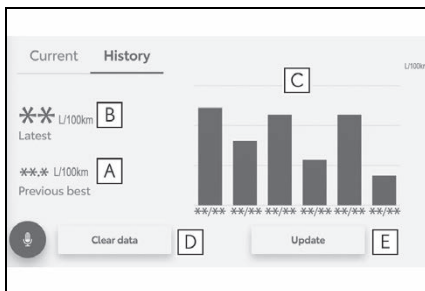 Current History
L/100km
C
**
L/100km B
Latest
**.* L/100km A
Previous best
**/** **/** **/** **/** **/** **/**
Clear data D Update E